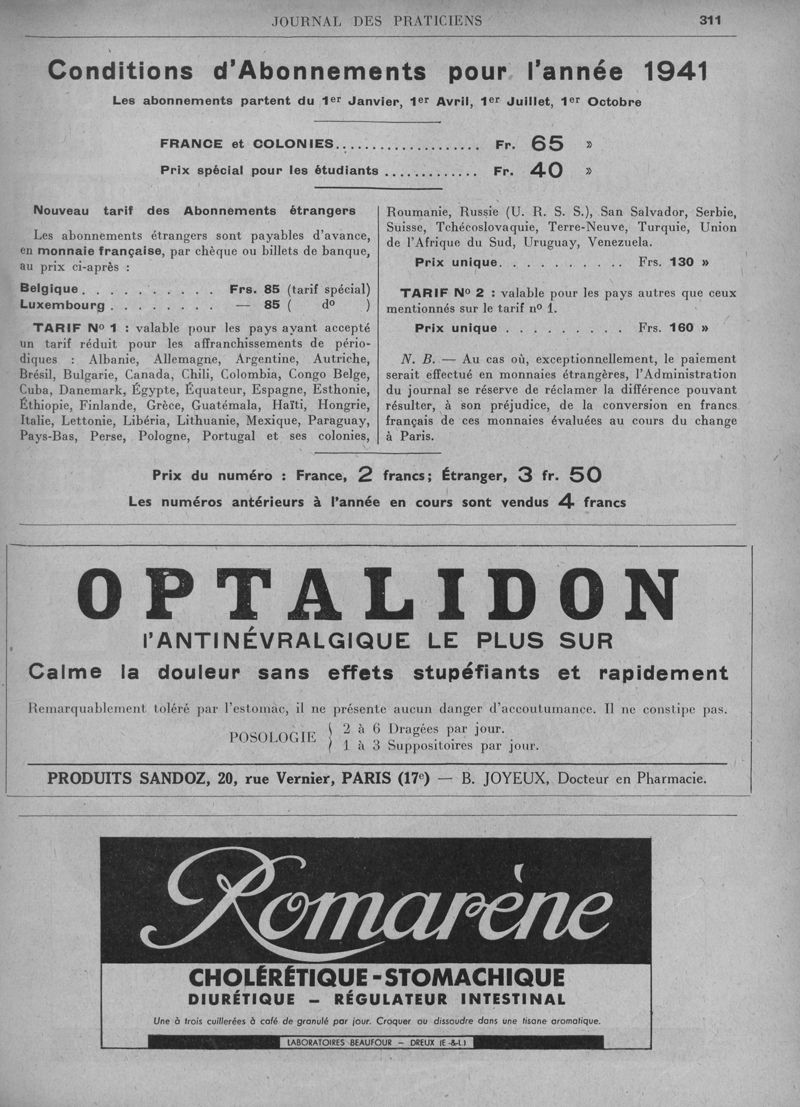 JOURNAL DES PRATICIENS 311
Conditions d'Abonnements pour l'année 1941
Les abonnements partent du 1er Janvier, 1er Avril, 1er Juillet, 1er Octobre
FRANCE et COLONIES..................... Fr. 65 »
Prix spécial pour les étudiants ............. Fr. 40 »
Nouveau tarif des Abonnements étrangers
Les abonnements étrangers sont payables d'avance,
en monnaie française, par chèque ou billets de banque,
au prix ci-après :
Belgique . . . . . . . . . . Frs. 85 (tarif spécial)
Luxembourg . . . . . . . . — 85 ( do )
TARIF No 1 : valable pour les pays ayant accepté
un tarif réduit pour les affranchissements de pério-
diques : Albanie, Allemagne, Argentine, Autriche,
Brésil, Bulgarie, Canada, Chili, Colombia, Congo Belge,
Cuba, Danemark, Égypte, Équateur, Espagne, Esthonie,
Éthiopie, Finlande, Grèce, Guatémala, Haïti, Hongrie,
Italie, Lettonie, Libéria, Lithuanie, Mexique, Paraguay,
Pays-Bas, Perse, Pologne, Portugal et ses colonies,
Roumanie, Russie (U. R. S. S.), San Salvador, Serbie,
Suisse, Tchécoslovaquie, Terre-Neuve, Turquie, Union
de l'Afrique du Sud, Uruguay, Venezuela.
Prix unique. . . . . . . . . . Frs. 130 »
TARIF No 2 : valable pour les pays autres que ceux
mentionnés sur le tarif no 1.
Prix unique . . . . . . . . . Frs. 160 »
N. B. — Au cas où, exceptionnellement, le paiement
serait effectué en monnaies étrangères, l'Administration
du journal se réserve de réclamer la différence pouvant
résulter, à son préjudice, de la conversion en francs
français de ces monnaies évaluées au cours du change
à Paris.
Prix du numéro : France, 2 francs; Étranger, 3 fr. 50
Les numéros antérieurs à l'année en cours sont vendus 4 francs
OPTALIDON
l'ANTINÉVRALGIQUE LE PLUS SUR
Calme la douleur sans effets stupéfiants et rapidement
Remarquablement toléré par l'estomac, il ne présente aucun danger d'accoutumance. Il ne constipe pas.
POSOLOGIE { 2 à 6 Dragées par jour.
1 à 3 Suppositoires par jour.
PRODUITS SANDOZ, 20, rue Vernier, PARIS (17e) — B. JOYEUX, Docteur en Pharmacie.
Romarène
CHOLÉRÉTIQUE-STOMACHIQUE
DIURÉTIQUE – RÉGULATEUR INTESTINAL
Une à trois cuillerées à café de granulé par jour. Croquer ou dissoudre dans une tisane aromatique.
LABORATOIRES BEAUFOUR – DREUX (E-&-L)